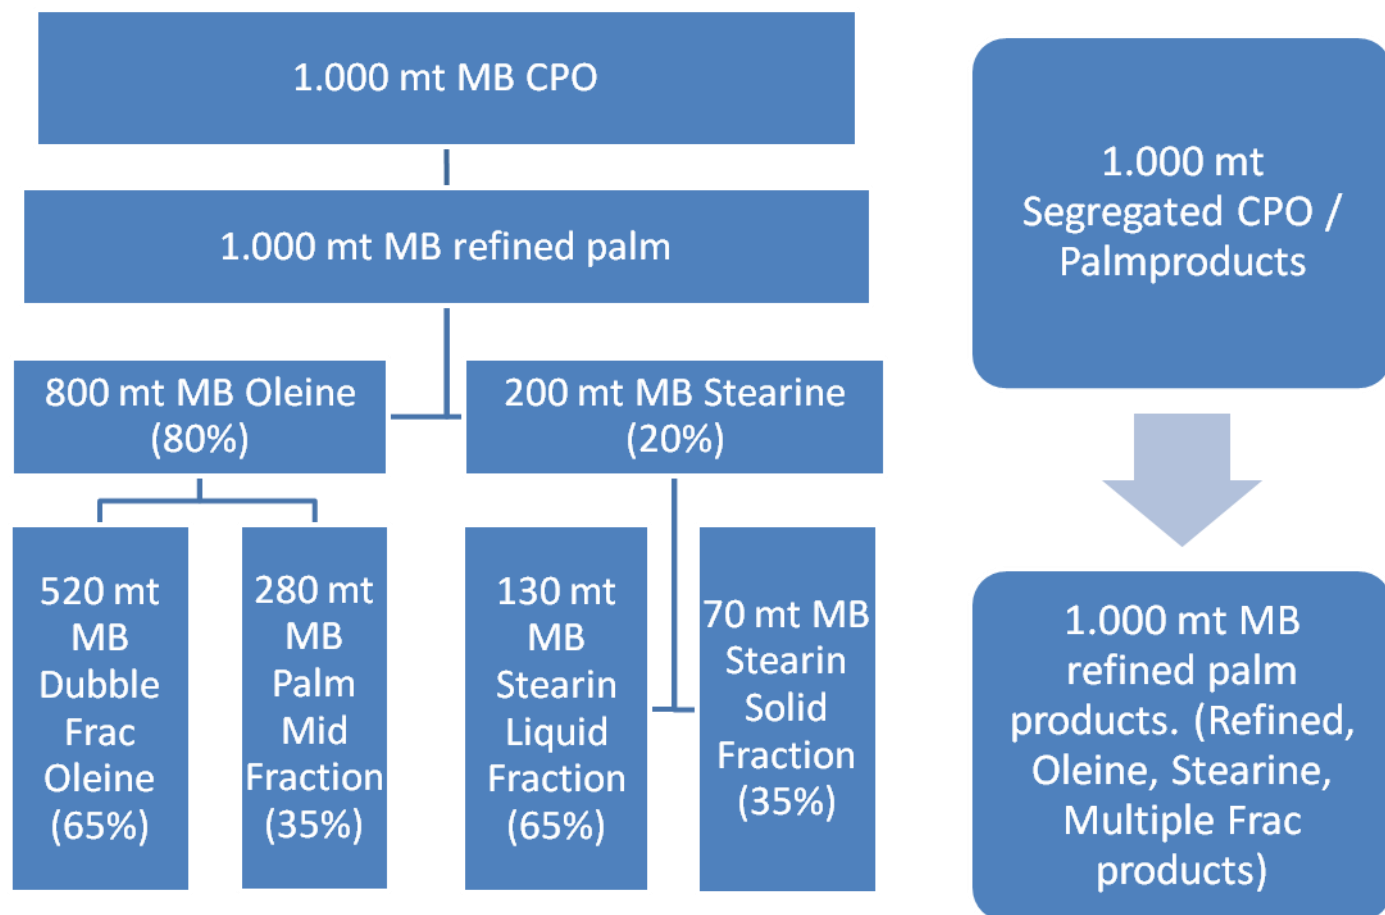 1.000 mt MB CPO
1.000 mt MB refined palm
800 mt MB Oleine
(80%)
200 mt MB Stearine
(20%)
520 mt
MB
Dubble
Frac
Oleine
(65%)
280 mt
MB
Palm
Mid
Fraction
(35%)
130 mt
MB
Stearin
Liquid
Fraction
(65%)
70 mt MB
Stearin
Solid
Fraction
(35%)
1.000 mt
Segregated CPO /
Palmproducts
1.000 mt MB
refined palm
products. (Refined,
Oleine, Stearine,
Multiple Frac
products)